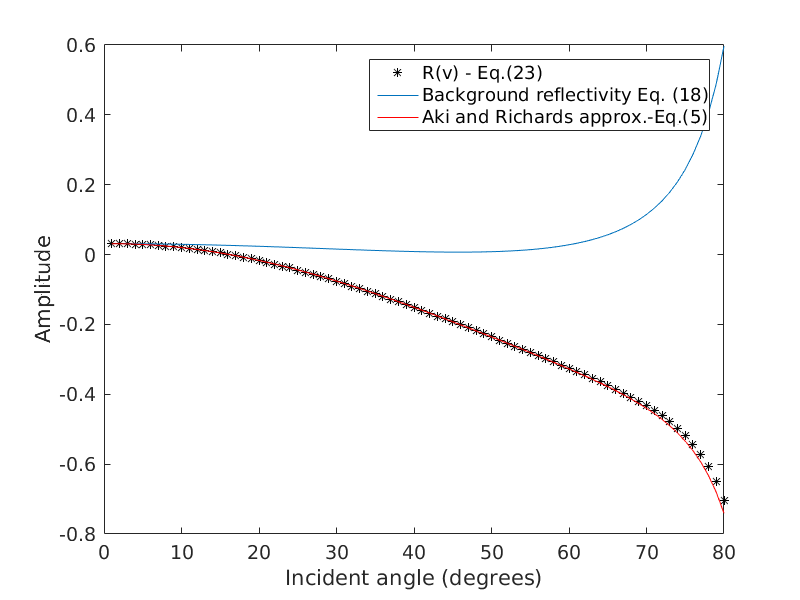 0.6
0.4
0.2
0
-0.2
-0.4
-0.6
-0.8
Amplitude
R(v) - Eq.(23)
Background reflectivity Eq. (18)
Aki and Richards approx.-Eq.(5)
0 10 20 30 40 50 60 70 80
Incident angle (degrees)